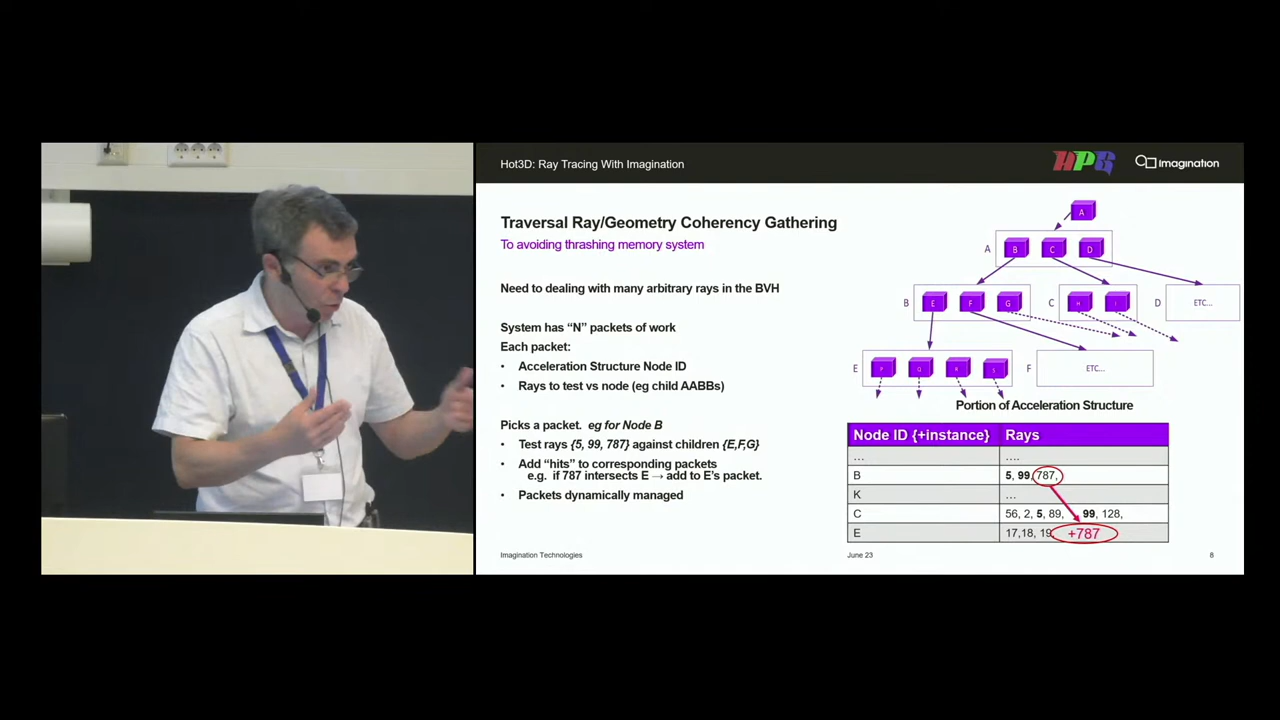 Hot3D: Ray Tracing With Imagination
HPG
Imagination
Traversal Ray/Geometry Coherency Gathering
To avoiding thrashing memory system
Need to dealing with many arbitrary rays in the BVH
System has “N” packets of work
Each packet:
• Acceleration Structure Node ID
• Rays to test vs node (eg child AABBs)
Picks a packet. eg for Node B
• Test rays {5, 99, 787} against children {E,F,G}
• Add “hits” to corresponding packets
e.g. if 787 intersects E → add to E’s packet.
• Packets dynamically managed
A
A B C D
B E F G C H I D ETC...
E P Q R S F ETC...
Portion of Acceleration Structure
Node ID {+instance} Rays
... ....
B 5, 99, 787,
K ...
C 56, 2, 5, 89, 99, 128,
E 17,18, 19, +787
Imagination Technologies
June 23
8